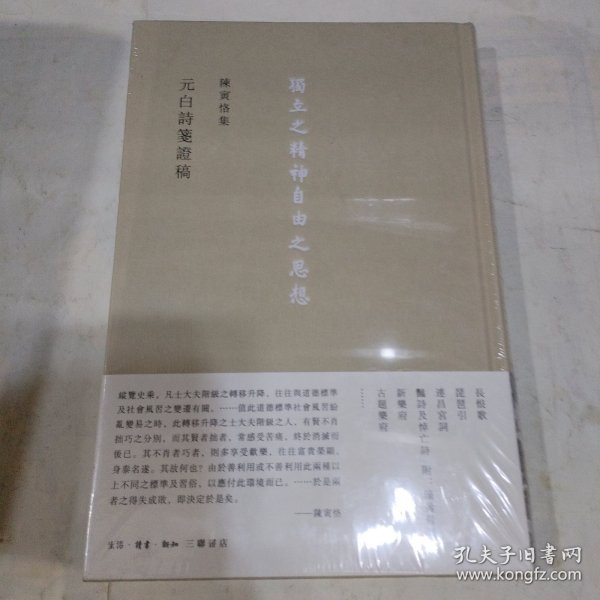 獨立之精神自由之思想
陳寅恪集
元白詩箋證稿
長恨歌
琵琶引
連昌宮詞
豔詩及悼亡詩 附：
新樂府
古題樂府
……
縱覽史乘，凡士大夫階級之轉移升降，往往與道德標準
及社會風習之變遷有關。……值此道德標準社會風習紛
亂變易之時，此轉移升降之士大夫階級之人，有賢不肖
拙巧之分別，而其賢者拙者，常感受苦痛，終於消滅而
後已。其不肖者巧者，則多享受歡樂，往往富貴榮顯，
身泰名遂。其故何也？由於善利用或不善利用此兩種以
上不同之標準及習俗，以應付此環境而已。……於是兩
者之得失成敗，即決定於是矣。
——陳寅恪
生活·讀書·新知 三聯書店
孔夫子旧书网
www.kongfz.com